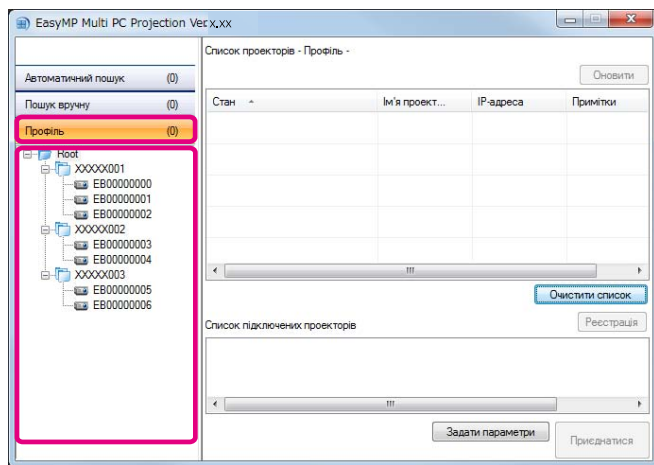 EasyMP Multi PC Projection Ver.x.xx
Список проекторів - Профіль -
Автоматичний пошук (0)
Оновити
Пошук вручну (0)
Стан Ім'я проект... IP-адреса Примітки
Профіль (0)
Root
XXXXX001
EB00000000
EB00000001
EB00000002
XXXXX002
EB00000003
EB00000004
XXXXX003
EB00000005
EB00000006
Очистити список
Список підключених проекторів
Реєстрація
Задати параметри
Приєднатися